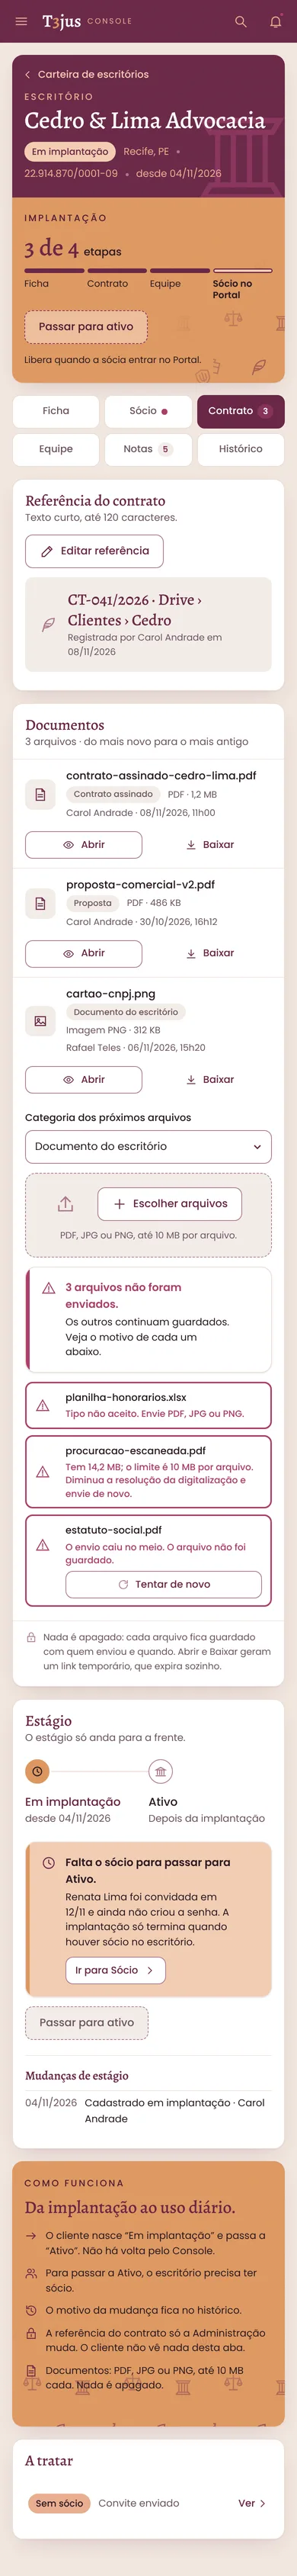 T3jus CONSOLE
Carteira de escritórios
ESCRITÓRIO
Cedro & Lima Advocacia
Em implantação Recife, PE •
22.914.870/0001-09 • desde 04/11/2026
IMPLANTAÇÃO
3 de 4 etapas
Ficha Contrato Equipe Sócio no
Portal
Passar para ativo
Libera quando a sócia entrar no Portal.
Ficha Sócio Contrato 3
Equipe Notas 5 Histórico
Referência do contrato
Texto curto, até 120 caracteres.
Editar referência
CT-041/2026 · Drive ›
Clientes › Cedro
Registrada por Carol Andrade em
08/11/2026
Documentos
3 arquivos · do mais novo para o mais antigo
contrato-assinado-cedro-lima.pdf
Contrato assinado PDF · 1,2 MB
Carol Andrade · 08/11/2026, 11h00
Abrir Baixar
proposta-comercial-v2.pdf
Proposta PDF · 486 KB
Carol Andrade · 30/10/2026, 16h12
Abrir Baixar
cartao-cnpj.png
Documento do escritório
Imagem PNG · 312 KB
Rafael Teles · 06/11/2026, 15h20
Abrir Baixar
Categoria dos próximos arquivos
Documento do escritório
Escolher arquivos
PDF, JPG ou PNG, até 10 MB por arquivo.
3 arquivos não foram
enviados.
Os outros continuam guardados.
Veja o motivo de cada um
abaixo.
planilha-honorarios.xlsx
Tipo não aceito. Envie PDF, JPG ou PNG.
procuracao-escaneada.pdf
Tem 14,2 MB; o limite é 10 MB por arquivo.
Diminua a resolução da digitalização e
envie de novo.
estatuto-social.pdf
O envio caiu no meio. O arquivo não foi
guardado.
Tentar de novo
Nada é apagado: cada arquivo fica guardado
com quem enviou e quando. Abrir e Baixar geram
um link temporário, que expira sozinho.
Estágio
O estágio só anda para a frente.
Em implantação Ativo
desde 04/11/2026 Depois da implantação
Falta o sócio para passar para
Ativo.
Renata Lima foi convidada em
12/11 e ainda não criou a senha. A
implantação só termina quando
houver sócio no escritório.
Ir para Sócio
Passar para ativo
Mudanças de estágio
04/11/2026 Cadastrado em implantação · Carol
Andrade
COMO FUNCIONA
Da implantação ao uso diário.
O cliente nasce “Em implantação” e passa a
“Ativo”. Não há volta pelo Console.
Para passar a Ativo, o escritório precisa ter
sócio.
O motivo da mudança fica no histórico.
A referência do contrato só a Administração
muda. O cliente não vê nada desta aba.
Documentos: PDF, JPG ou PNG, até 10 MB
cada. Nada é apagado.
A tratar
Sem sócio Convite enviado Ver